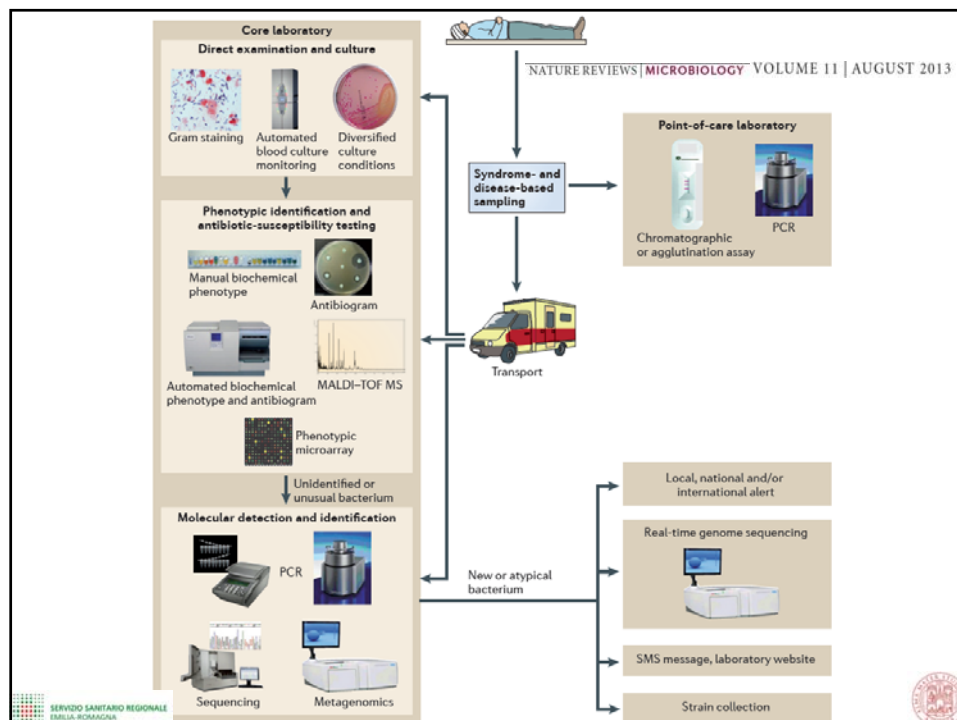 Core laboratory
Direct examination and culture
Gram staining
Automated
blood culture
monitoring
Diversified
culture
conditions
Phenotypic identification and
antibiotic-susceptibility testing
Manual biochemical
phenotype
Antibiogram
Automated biochemical
phenotype and antibiogram
MALDI–TOF MS
Phenotypic
microarray
Unidentified or
unusual bacterium
Molecular detection and identification
PCR
Sequencing
Metagenomics
NATURE REVIEWS | MICROBIOLOGY VOLUME 11 | AUGUST 2013
Syndrome- and
disease-based
sampling
Point-of-care laboratory
Chromatographic
or agglutination assay
PCR
Transport
New or atypical
bacterium
Local, national and/or
international alert
Real-time genome sequencing
SMS message, laboratory website
Strain collection
SERVIZIO SANITARIO REGIONALE
EMILIA-ROMAGNA